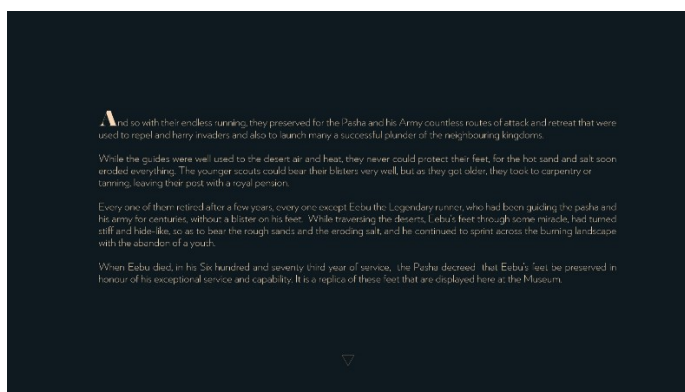 And so with their endless running, they preserved for the Pasha and his Army countless routes of attack and retreat that were
used to repel and harry invaders and also to launch many a successful plunder of the neighbouring kingdoms.
While the guides were well used to the desert air and heat, they never could protect their feet, for the hot sand and salt soon
eroded everything. The younger scouts could bear their blisters very well, but as they got older, they took to carpentry or
tanning, leaving their post with a royal pension.
Every one of them retired after a few years, every one except Eebu the Legendary runner, who had been guiding the pasha and
his army for centuries, without a blister on his feet. While traversing the deserts, Eebu's feet through some miracle, had turned
stiff and hide-like, so as to bear the rough sands and the eroding salt, and he continued to sprint across the burning landscape
with the abandon of a youth.
When Eebu died, in his Six hundred and seventy third year of service, the Pasha decreed that Eebu's feet be preserved in
honour of his exceptional service and capability. It is a replica of these feet that are displayed here at the Museum.